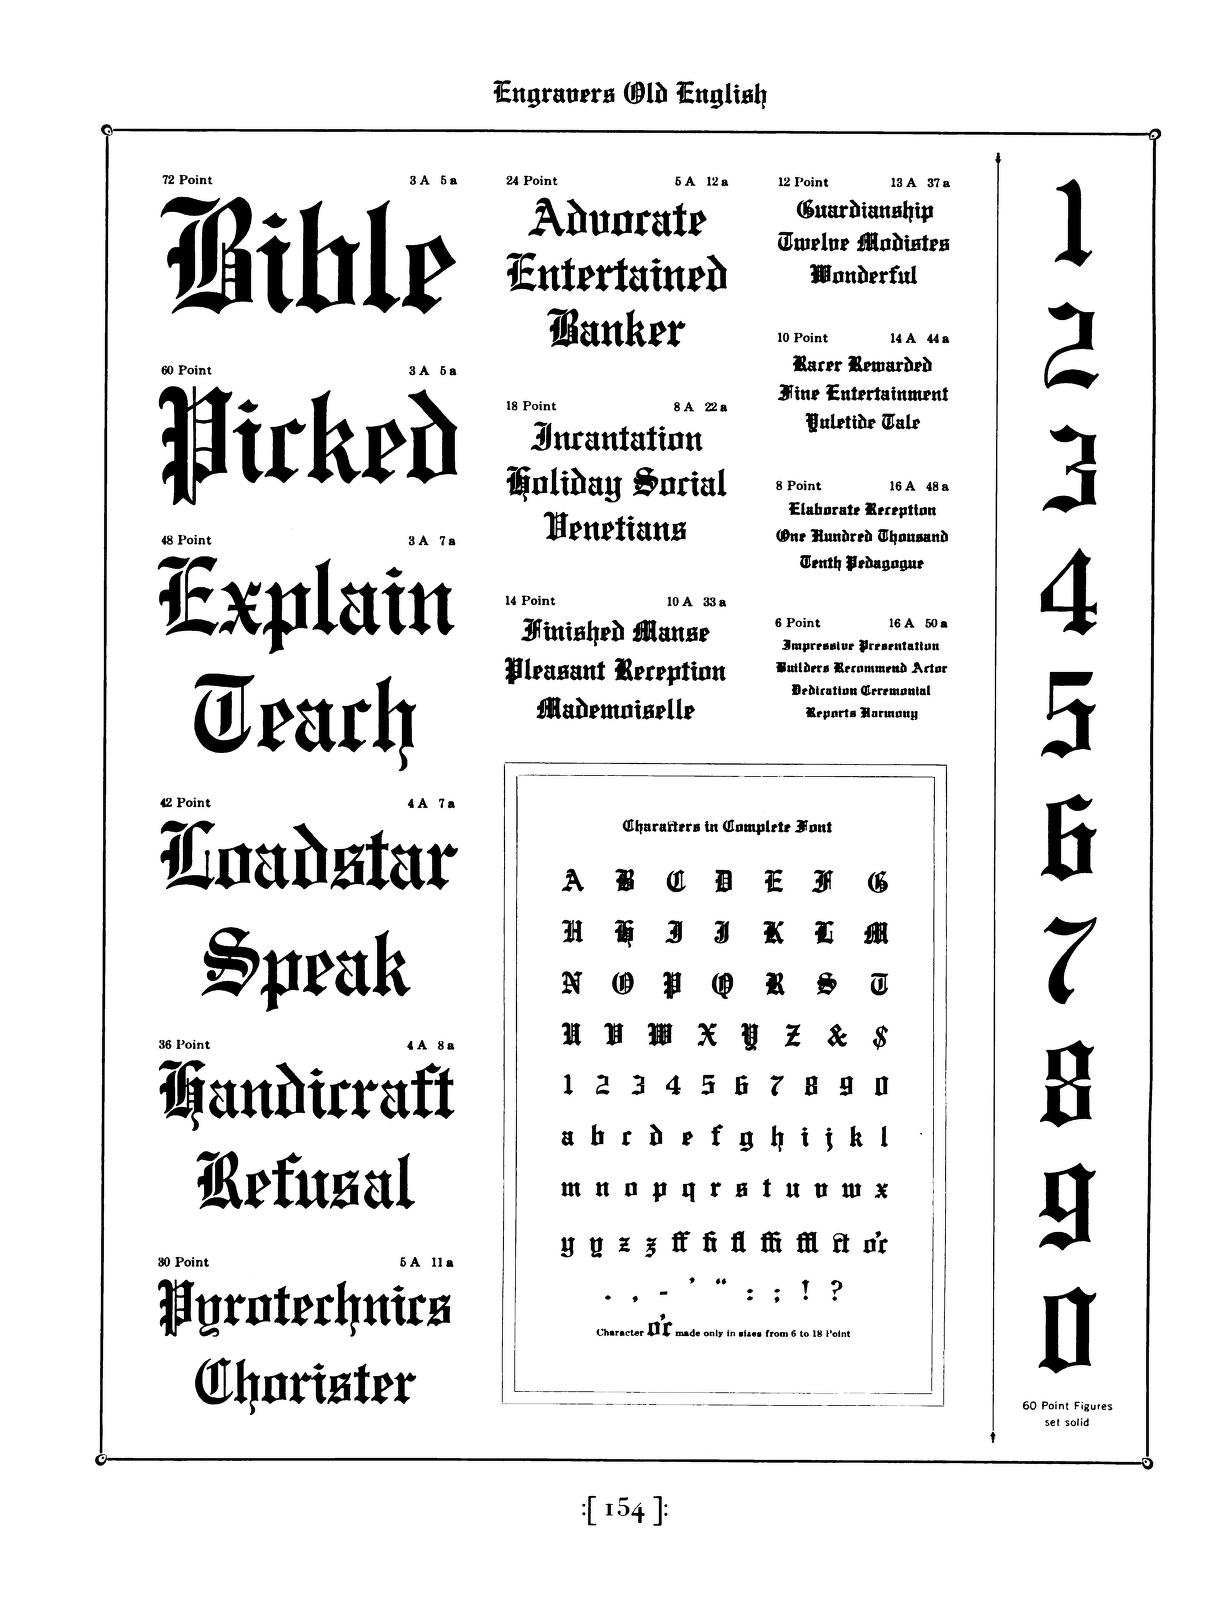 Engravers Old English
72 Point 3 A 5 a
Bible
60 Point 3 A 5 a
Picked
48 Point 3 A 7 a
Explain
Teach
42 Point 4 A 7 a
Loadstar
Speak
36 Point 4 A 8 a
Handicraft
Refusal
30 Point 5 A 11 a
Pyrotechnics
Chorister
24 Point 5 A 12 a
Advocate
Entertained
Banker
18 Point 8 A 22 a
Incantation
Holiday Social
Venetians
14 Point 10 A 33 a
Finished Manse
Pleasant Reception
Mademoiselle
12 Point 13 A 37 a
Guardianship
Twelve Modistes
Wonderful
10 Point 14 A 44 a
Racer Rewarded
Fine Entertainment
Yuletide Tale
8 Point 16 A 48 a
Elaborate Reception
One Hundred Thousand
Tenth Pedagogue
6 Point 16 A 50 a
Impressive Presentation
Builders Recommend Actor
Dedication Ceremonial
Reports Harmony
Characters in Complete Font
A B C D E F G
H H I J K L M
N O P Q R S T
U V W X Y Z & $
1 2 3 4 5 6 7 8 9 0
a b c d e f g h i j k l
m n o p q r s t u v w x
y y z z ff fi fl ffi ffl ct o'c
. , - ’ “ : ; ! ?
Character o'c made only in sizes from 6 to 18 Point
1
2
3
4
5
6
7
8
9
0
60 Point Figures
set solid
:[ 154 ]: